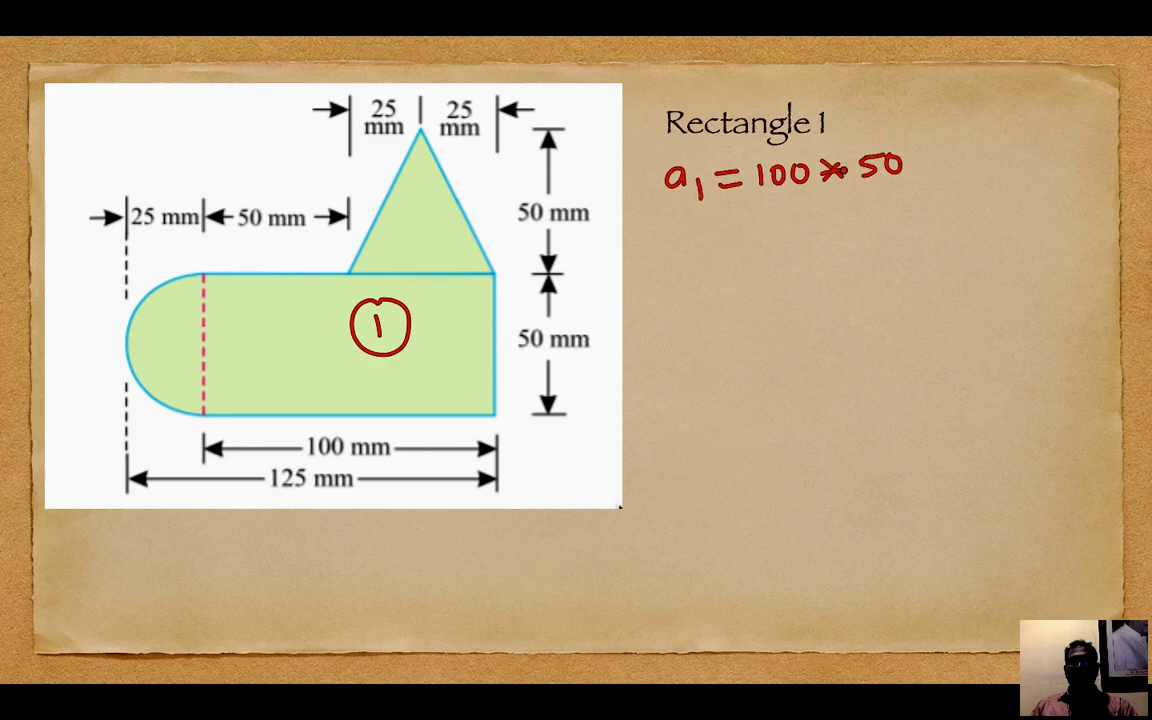 25 25
mm mm
25 mm 50 mm
50 mm
1
50 mm
100 mm
125 mm
Rectangle 1
a1 = 100 * 50